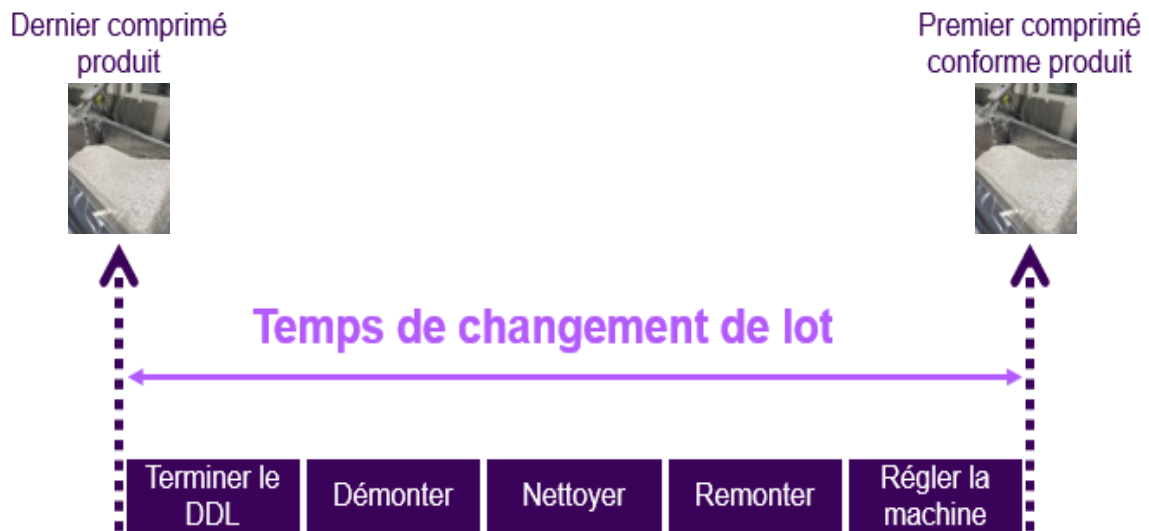 Dernier comprimé
produit
Premier comprimé
conforme produit
Temps de changement de lot
Terminer le
DDL
Démonter
Nettoyer
Remonter
Régler la
machine